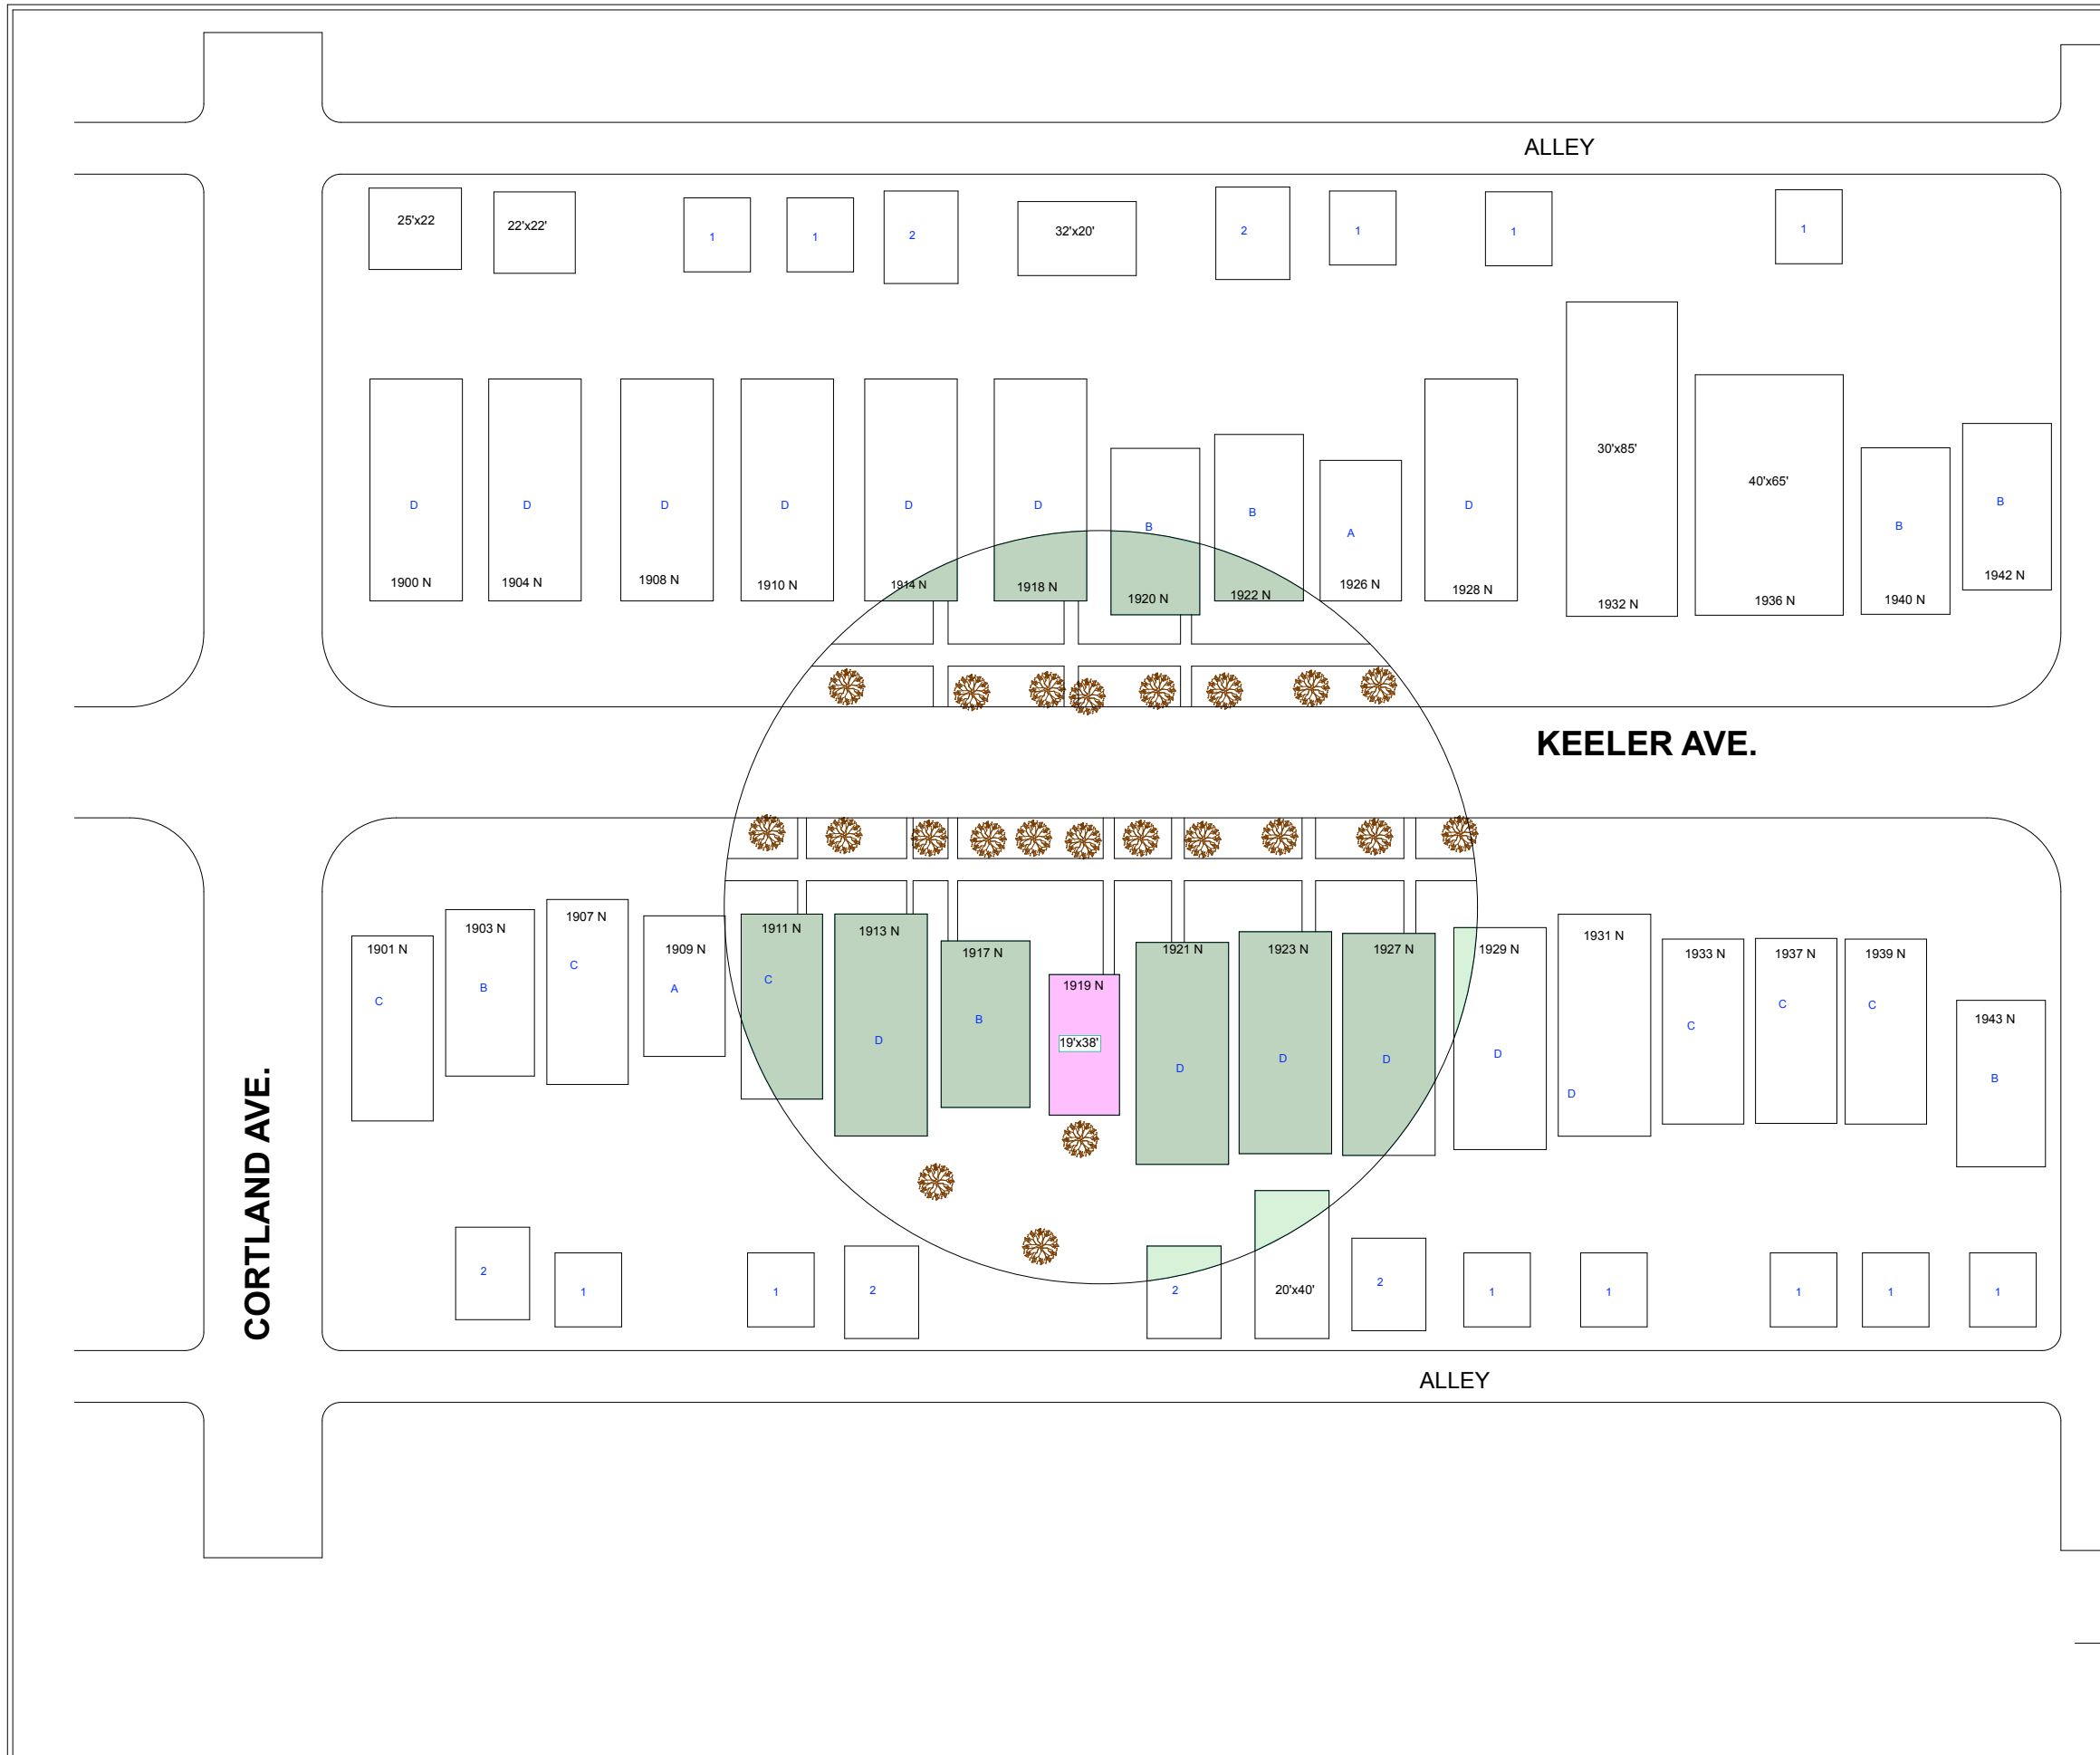 ALLEY
25'x22
22'x22'
1
1
2
32'x20'
2
1
1
1
D
D
D
D
D
D
B
B
A
D
30'x85'
40'x65'
B
B
1900 N
1904 N
1908 N
1910 N
1914 N
1918 N
1920 N
1922 N
1926 N
1928 N
1932 N
1936 N
1940 N
1942 N
KEELER AVE.
CORTLAND AVE.
1901 N
1903 N
1907 N
1909 N
1911 N
1913 N
1917 N
1919 N
1921 N
1923 N
1927 N
1929 N
1931 N
1933 N
1937 N
1939 N
1943 N
C
B
C
A
C
D
B
19'x38'
D
D
D
D
D
C
C
C
B
2
1
1
2
2
20'x40'
2
1
1
1
1
1
ALLEY